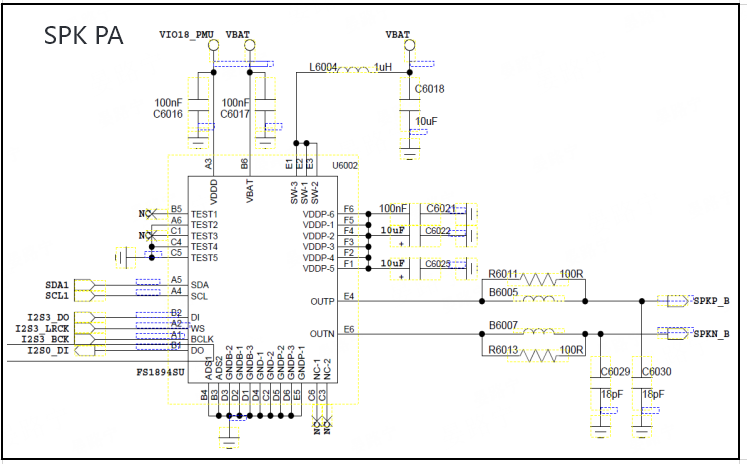 SPK PA
VIO18_PMU
VBAT
VBAT
L6004
1uH
100nF
C6016
100nF
C6017
C6018
10uF
U6002
A3
B6
E1
E2
E3
VDDD
VBAT
SW-3
SW-1
SW-2
NC
B5
TEST1
A6
TEST2
NC
C1
TEST3
C4
TEST4
C5
TEST5
VDDP-6
F6
100nF
C6021
VDDP-1
F5
VDDP-2
F4
10uF
C6022
VDDP-3
F3
+
VDDP-4
F2
VDDP-5
F1
10uF
+
SDA1
A5
SDA
SCL1
A4
SCL
I2S3_DO
B2
DI
I2S3_LRCK
A2
WS
I2S3_BCK
A1
BCLK
I2S0_DI
B1
DO
OUTP
E4
R6011
100R
B6005
SPKP_B
OUTN
E6
B6007
SPKN_B
R6013
100R
C6029
C6030
18pF
18pF
FS1894SU
ADS1
ADS2
GNDB-2
GNDB-1
GNDB-3
GND-1
GND-2
GNDP-2
GNDP-3
GNDP-1
NC-1
NC-2
B4
B3
D3
D2
D1
D4
C2
D5
D6
E5
C6
C3
NC
NC